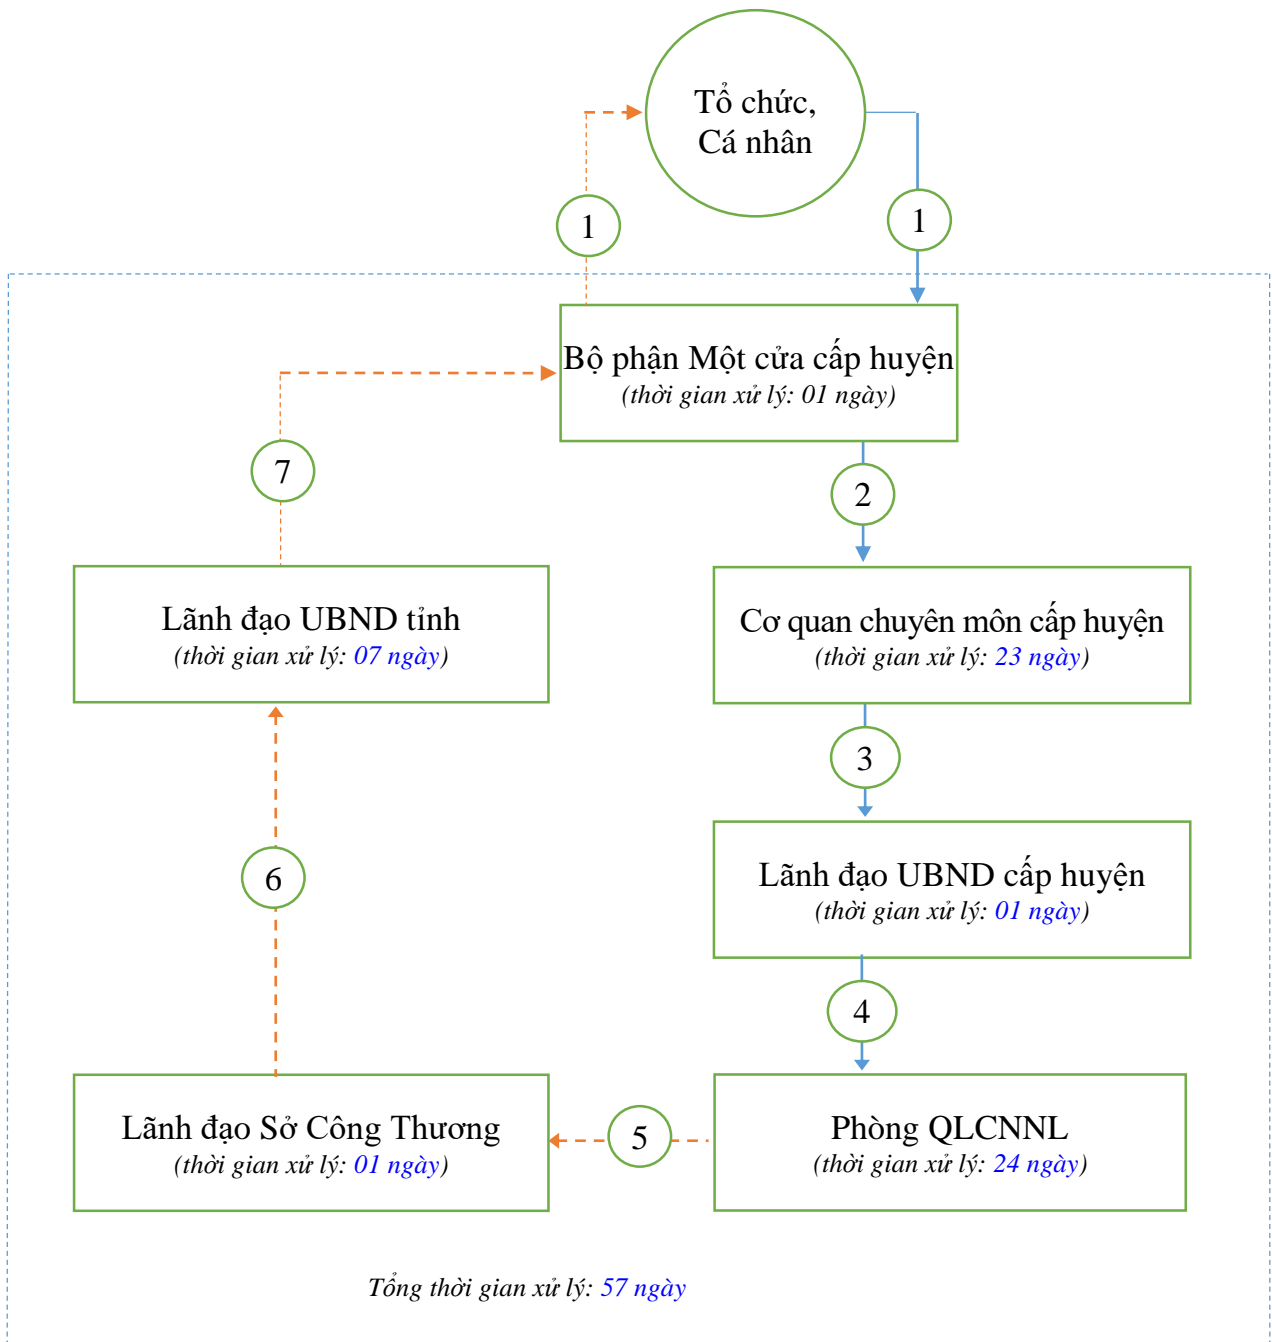 Tổ chức,
Cá nhân
1
1
Bộ phận Một cửa cấp huyện
(thời gian xử lý: 01 ngày)
7
2
Lãnh đạo UBND tỉnh
(thời gian xử lý: 07 ngày)
Cơ quan chuyên môn cấp huyện
(thời gian xử lý: 23 ngày)
3
Lãnh đạo UBND cấp huyện
(thời gian xử lý: 01 ngày)
6
4
Lãnh đạo Sở Công Thương
(thời gian xử lý: 01 ngày)
5
Phòng QLCNNL
(thời gian xử lý: 24 ngày)
Tổng thời gian xử lý: 57 ngày